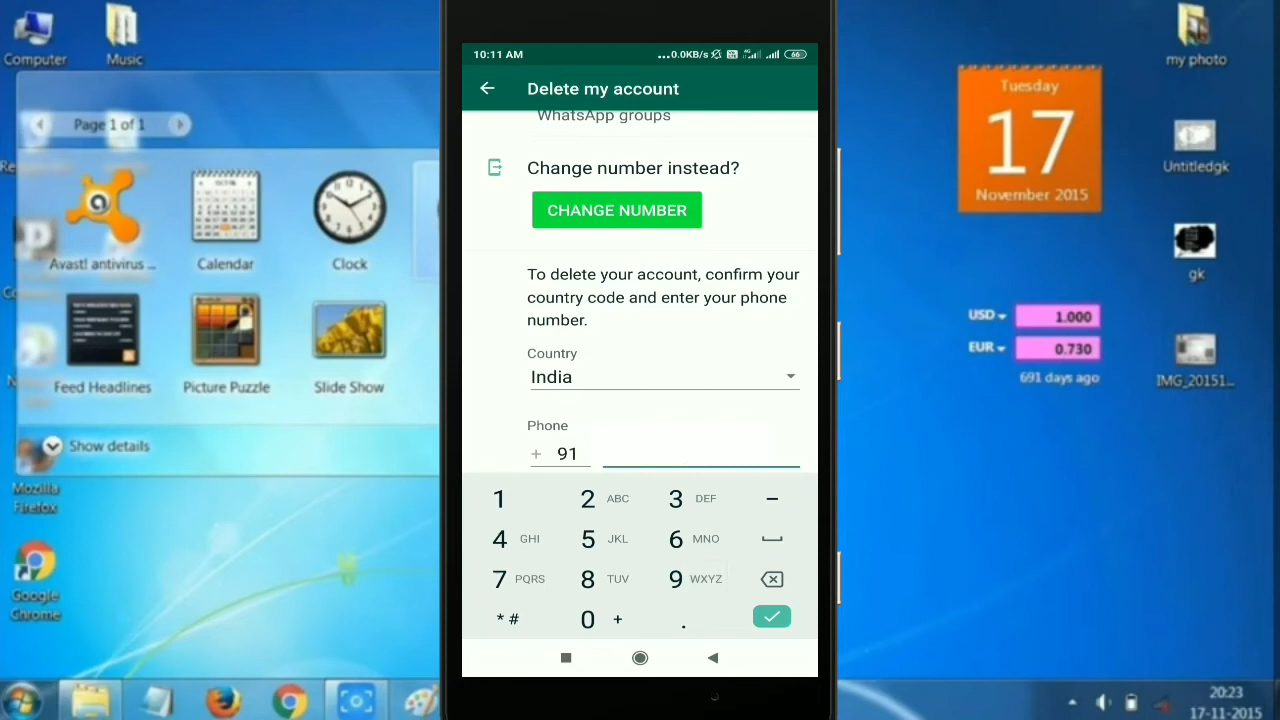 Computer
Music
Page 1 of 1
Avast! antivirus ...
Calendar
Clock
Feed Headlines
Picture Puzzle
Slide Show
Show details
Mozilla
Firefox
Google
Chrome
10:11 AM
...0.0KB/s
4G
66
Delete my account
WhatsApp groups
Change number instead?
CHANGE NUMBER
To delete your account, confirm your
country code and enter your phone
number.
Country
India
Phone
+ 91
1 2 ABC 3 DEF -
4 GHI 5 JKL 6 MNO
7 PQRS 8 TUV 9 WXYZ
* # 0 + .
my photo
Tuesday
17
November 2015
Untitledgk
gk
USD 1.000
EUR 0.730
691 days ago
IMG_20151...
20:23
17-11-2015